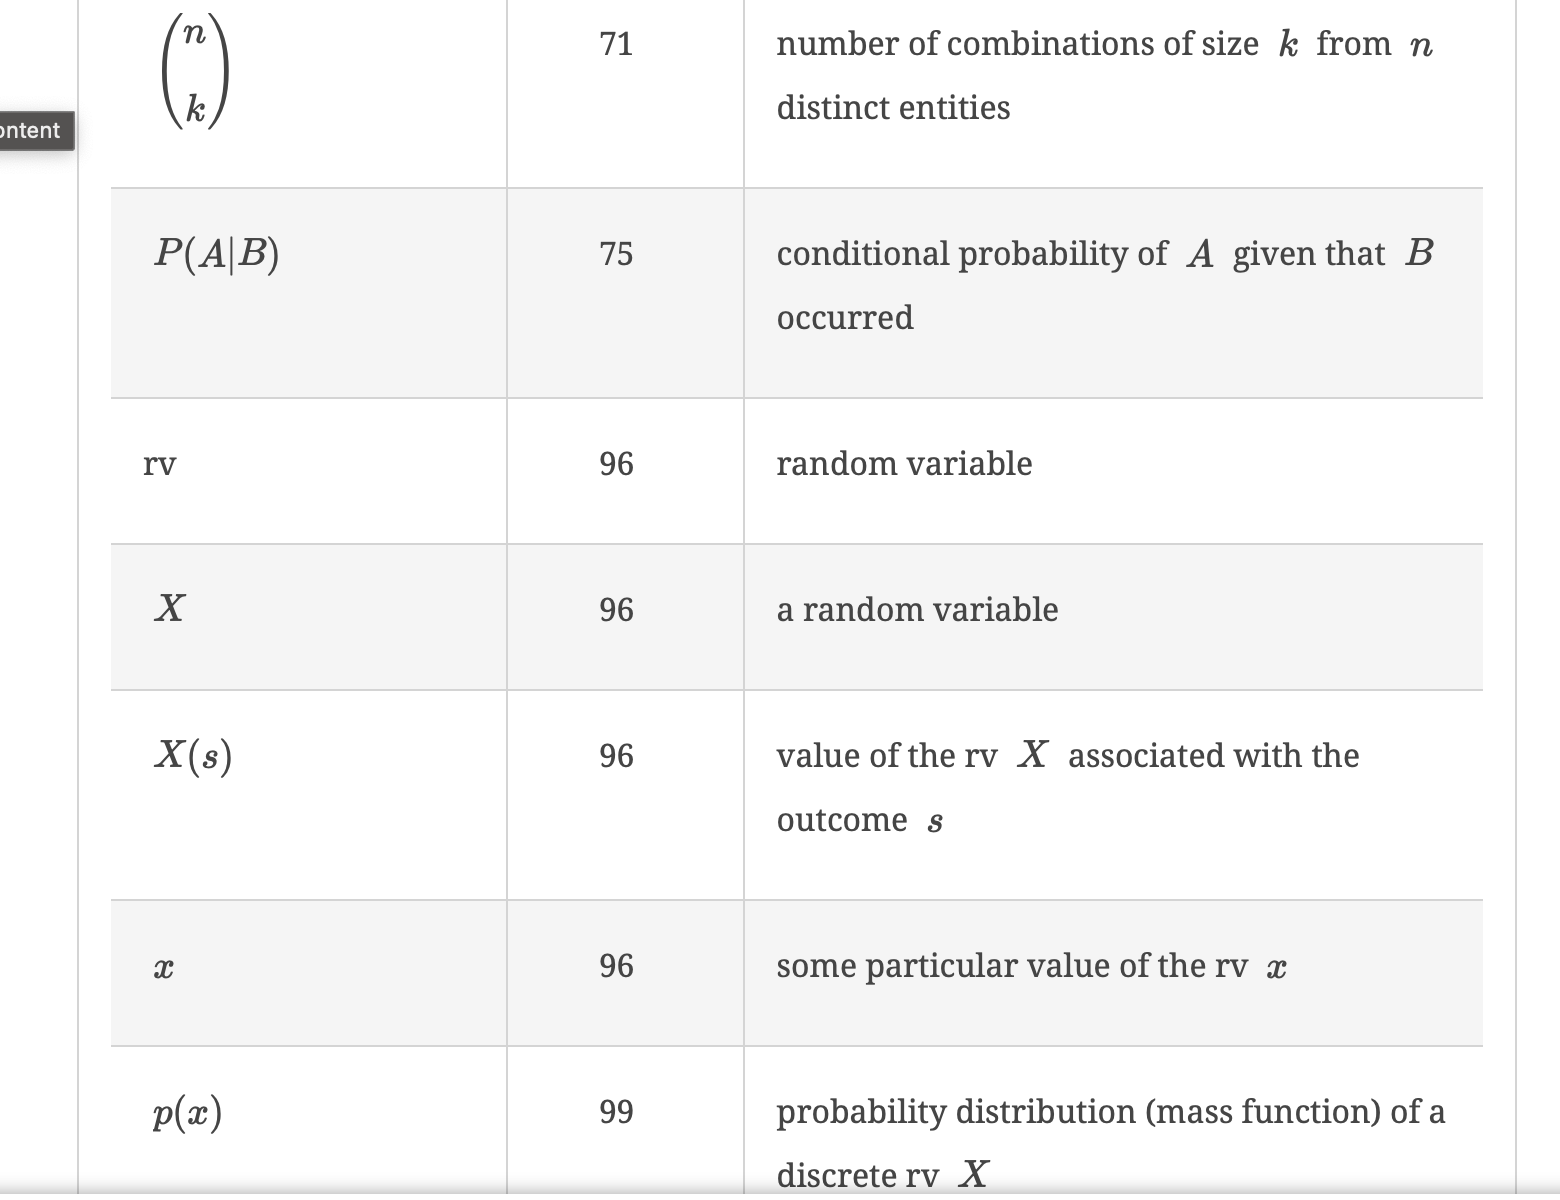 (n k) 71 number of combinations of size k from n
distinct entities
ontent
P(A|B) 75 conditional probability of A given that B
occurred
rv 96 random variable
X 96 a random variable
X(s) 96 value of the rv X associated with the
outcome s
x 96 some particular value of the rv x
p(x) 99 probability distribution (mass function) of a
discrete rv X